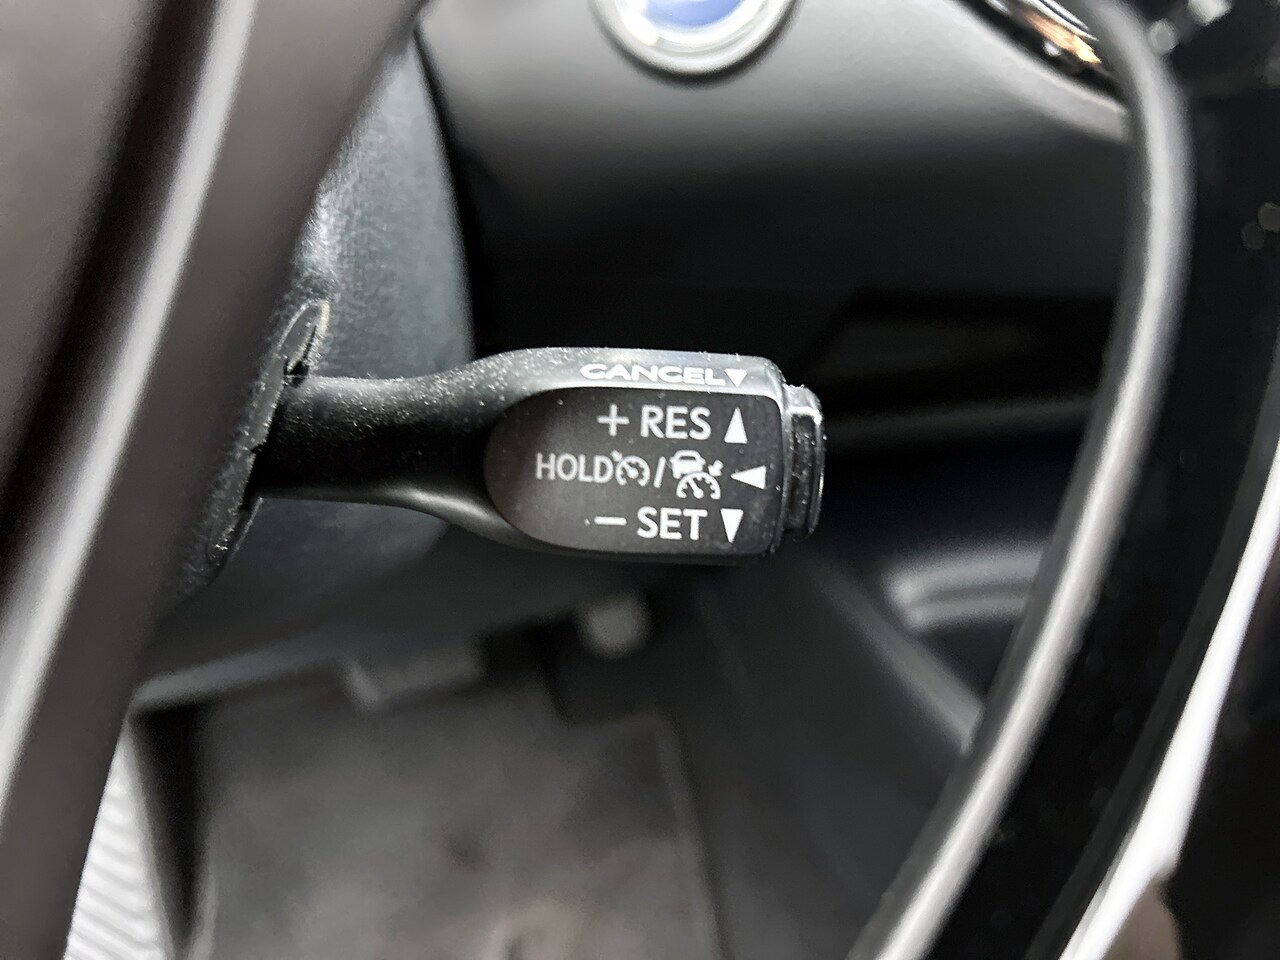 CANCEL▼
+ RES ▲
HOLD / ◀
− SET ▼